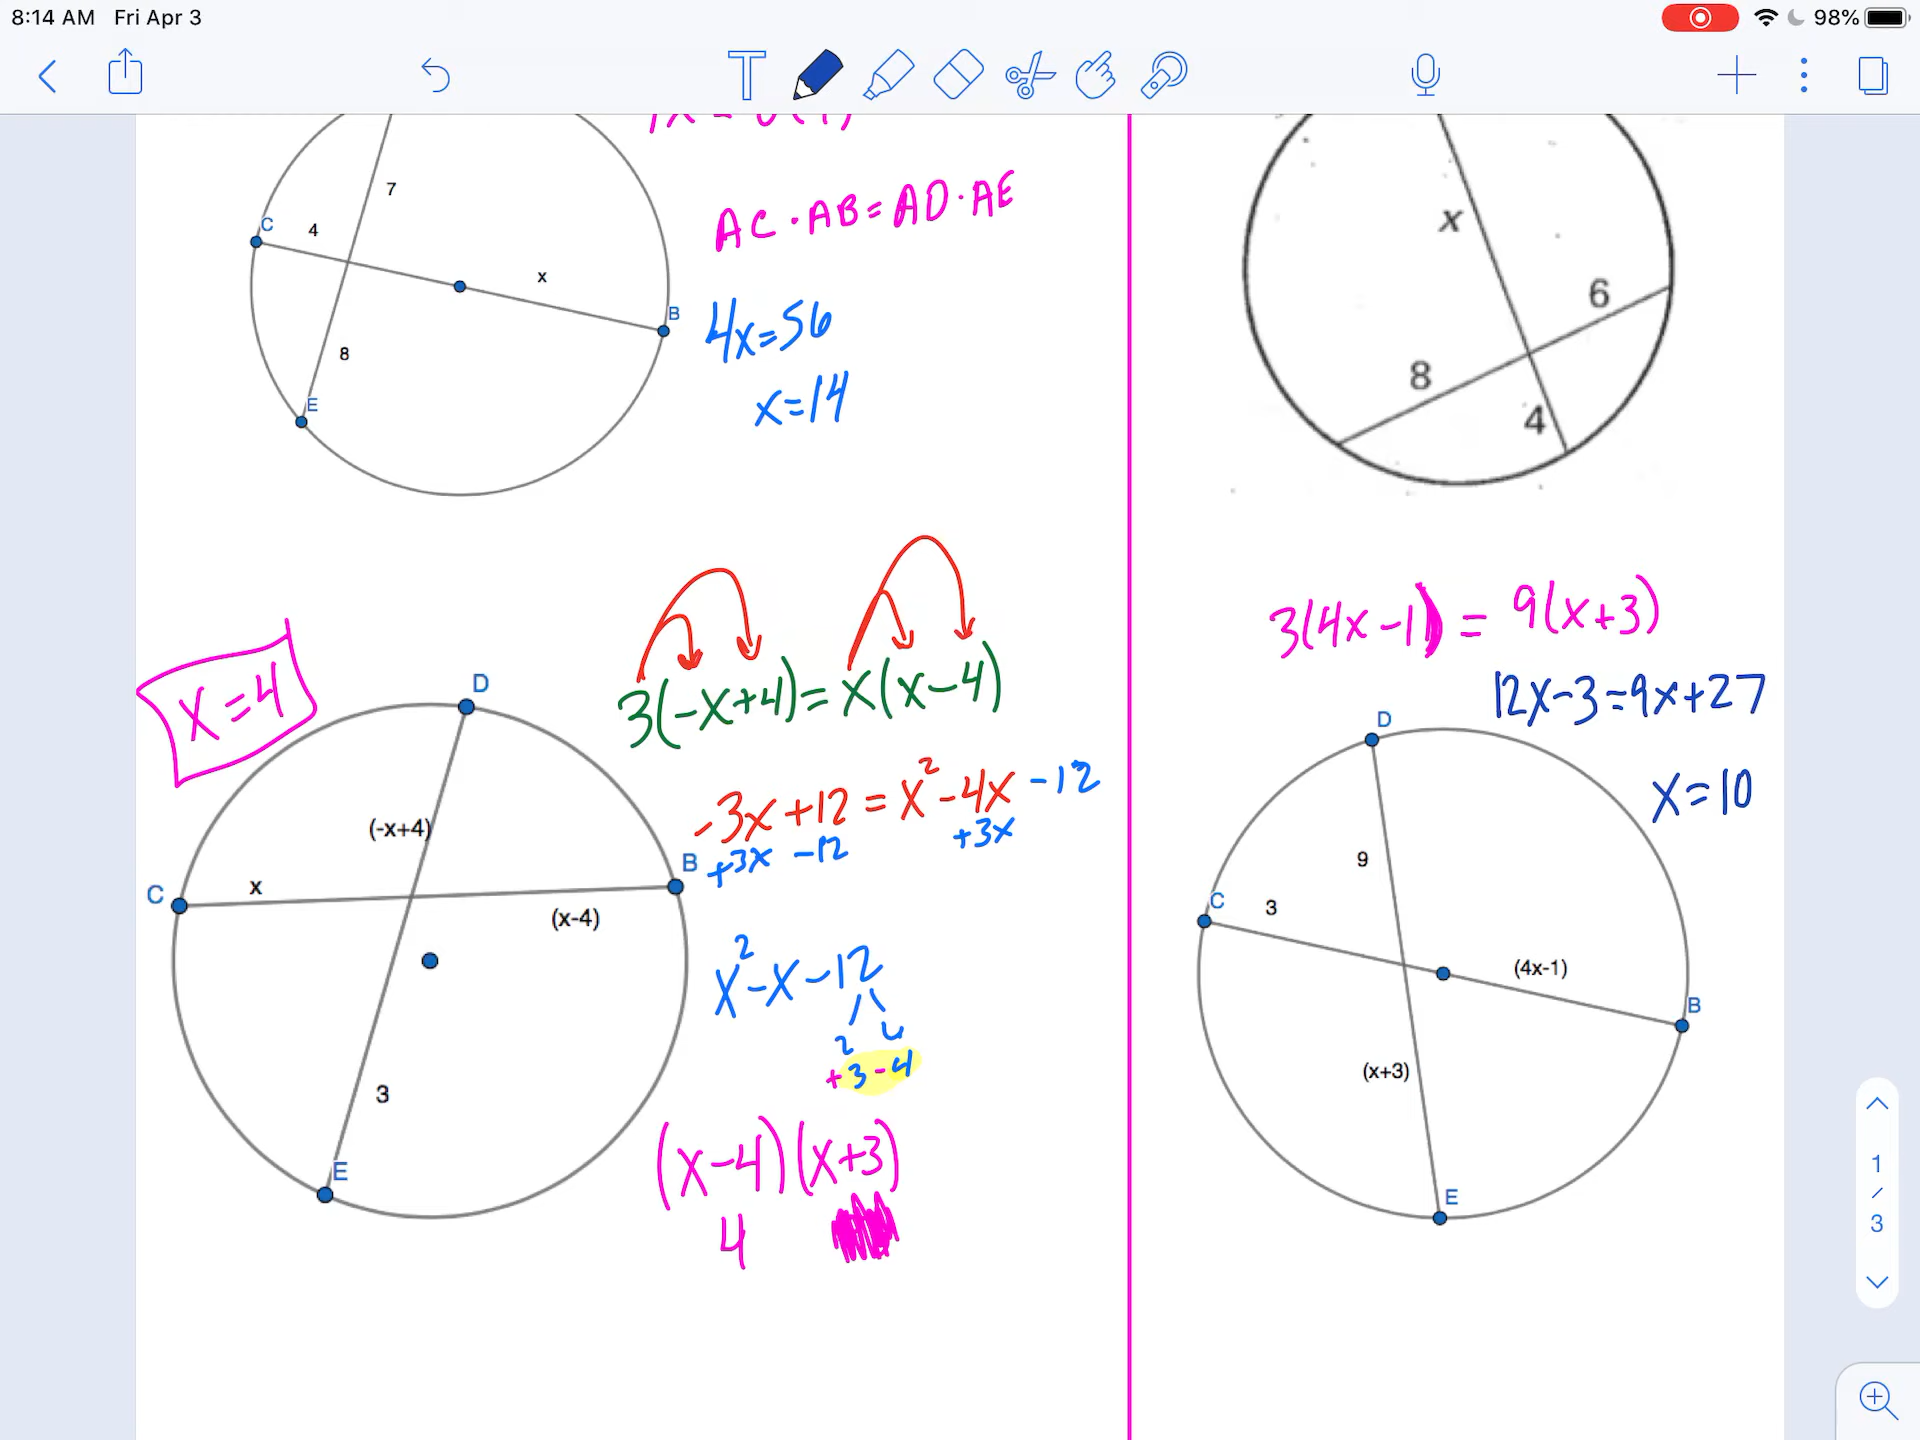 8:14 AM Fri Apr 3
98%
T
7
C
4
x
B
8
E
AC · AB = AD · AE
4x = 56
x = 14
x
6
8
4
x = 4
3(-x+4) = x(x-4)
-3x + 12 = x² - 4x - 12
+3x -12 +3x
x² - x - 12
2 6
+3 -4
(x-4)(x+3)
4
D
(-x+4)
C
x
B
(x-4)
3
E
3(4x-1) = 9(x+3)
12x-3=9x+27
x=10
D
9
C
3
(4x-1)
B
(x+3)
E
1
/
3